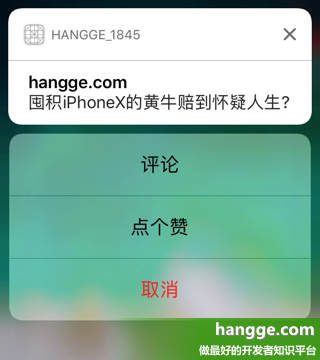 HANGGE_1845
hangge.com
囤积iPhoneX的黄牛赔到怀疑人生?
评论
点个赞
取消
hangge.com
做最好的开发者知识平台